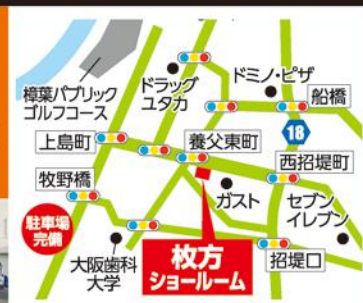 樟葉パブリック
ゴルフコース
ドラッグ
ユタカ
ドミノ・ピザ
船橋
上島町
養父東町
18
西招堤町
牧野橋
ガスト
セブン
イレブン
駐車場
完備
大阪歯科
大学
枚方
ショールーム
招堤口